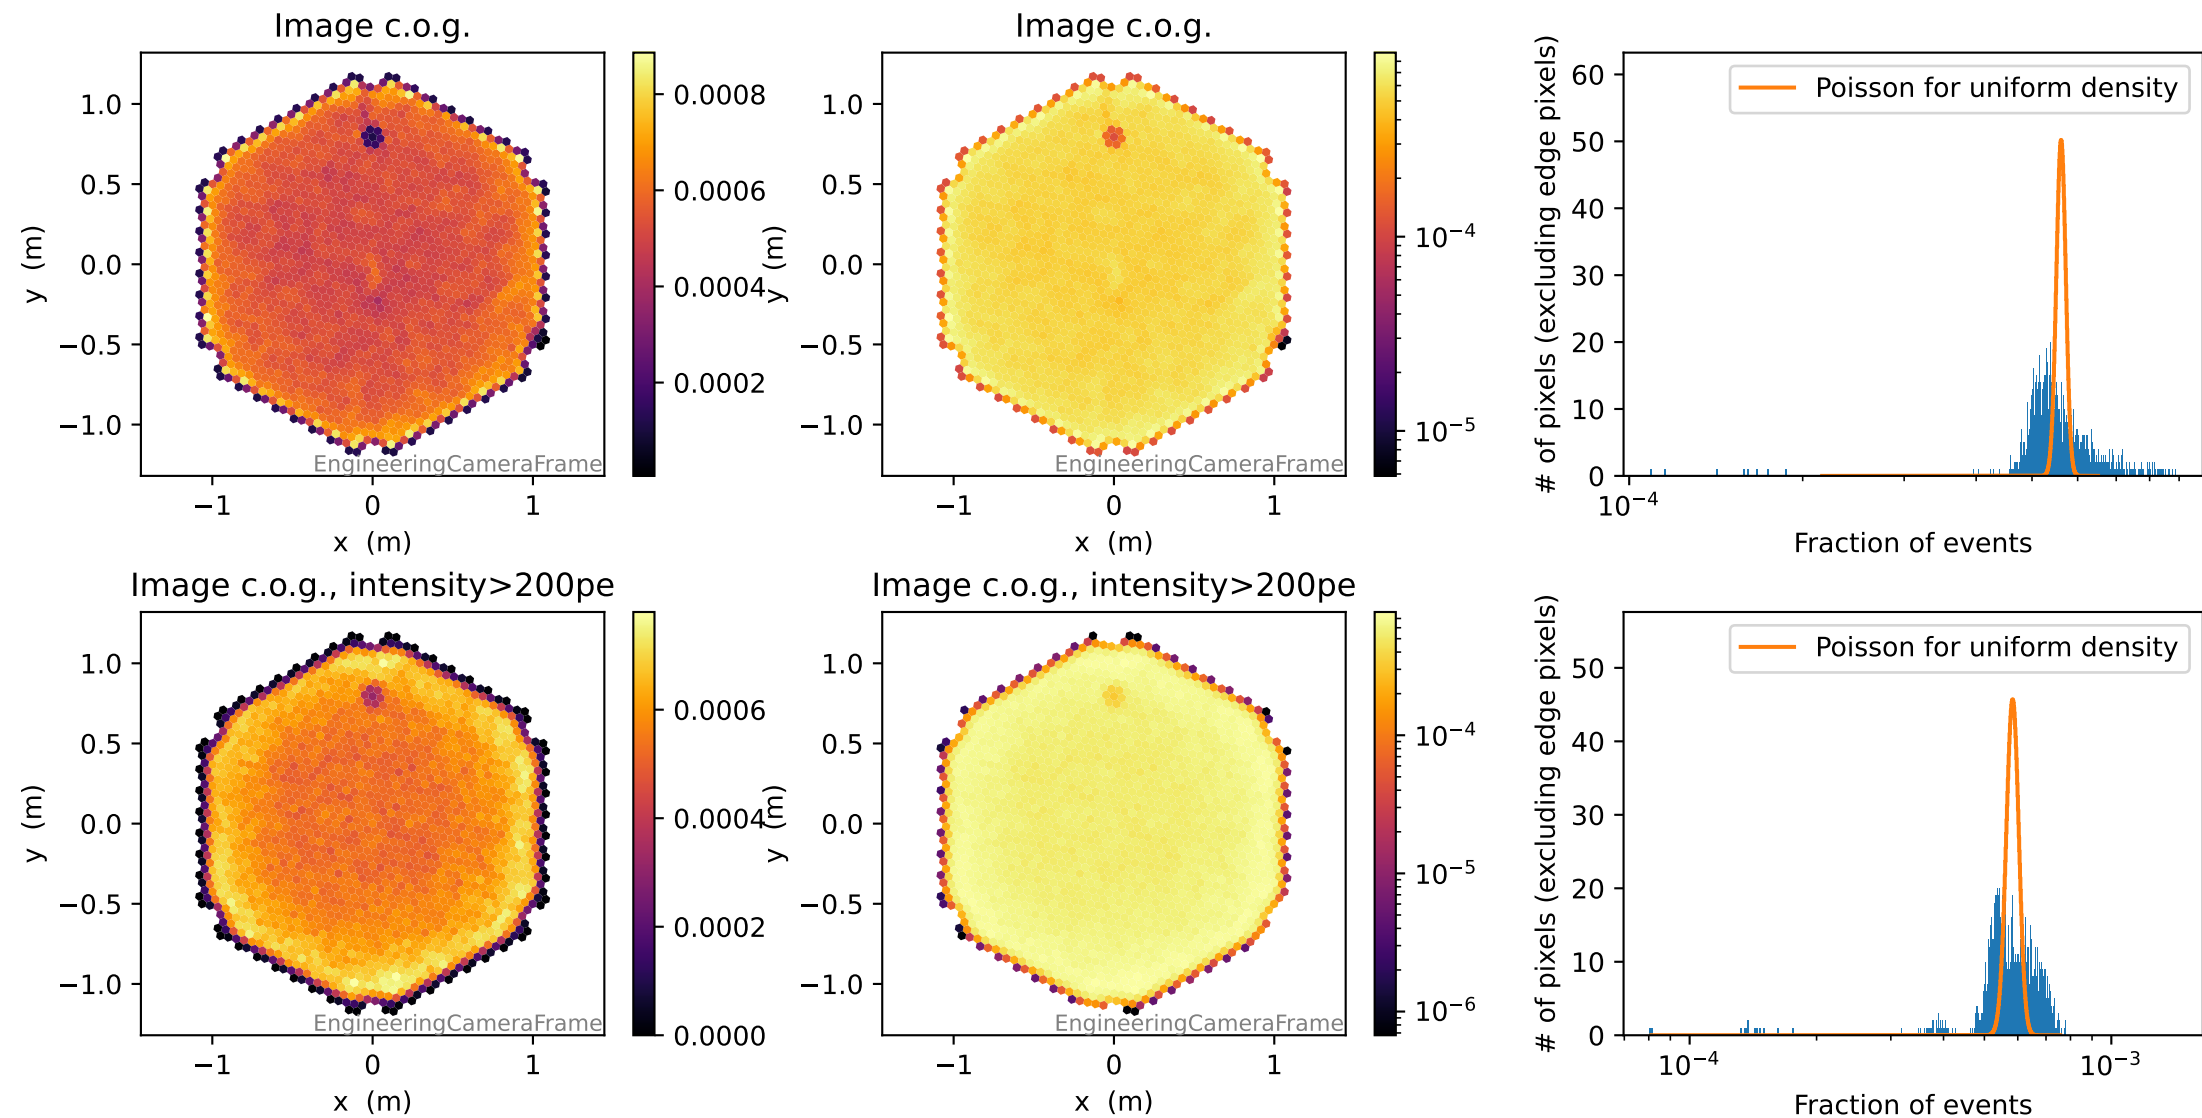 Image c.o.g.
1.0
0.5
0.0
−0.5
−1.0
y (m)
−1 0 1
x (m)
EngineeringCameraFrame
0.0008
0.0006
0.0004
0.0002
Image c.o.g.
1.0
0.5
0.0
−0.5
−1.0
y (m)
−1 0 1
x (m)
EngineeringCameraFrame
10⁻⁴
10⁻⁵
# of pixels (excluding edge pixels)
60
50
40
30
20
10
0
Poisson for uniform density
10⁻⁴
Fraction of events
Image c.o.g., intensity>200pe
1.0
0.5
0.0
−0.5
−1.0
y (m)
−1 0 1
x (m)
EngineeringCameraFrame
0.0006
0.0004
0.0002
0.0000
Image c.o.g., intensity>200pe
1.0
0.5
0.0
−0.5
−1.0
y (m)
−1 0 1
x (m)
EngineeringCameraFrame
10⁻⁴
10⁻⁵
10⁻⁶
# of pixels (excluding edge pixels)
50
40
30
20
10
0
Poisson for uniform density
10⁻⁴ 10⁻³
Fraction of events